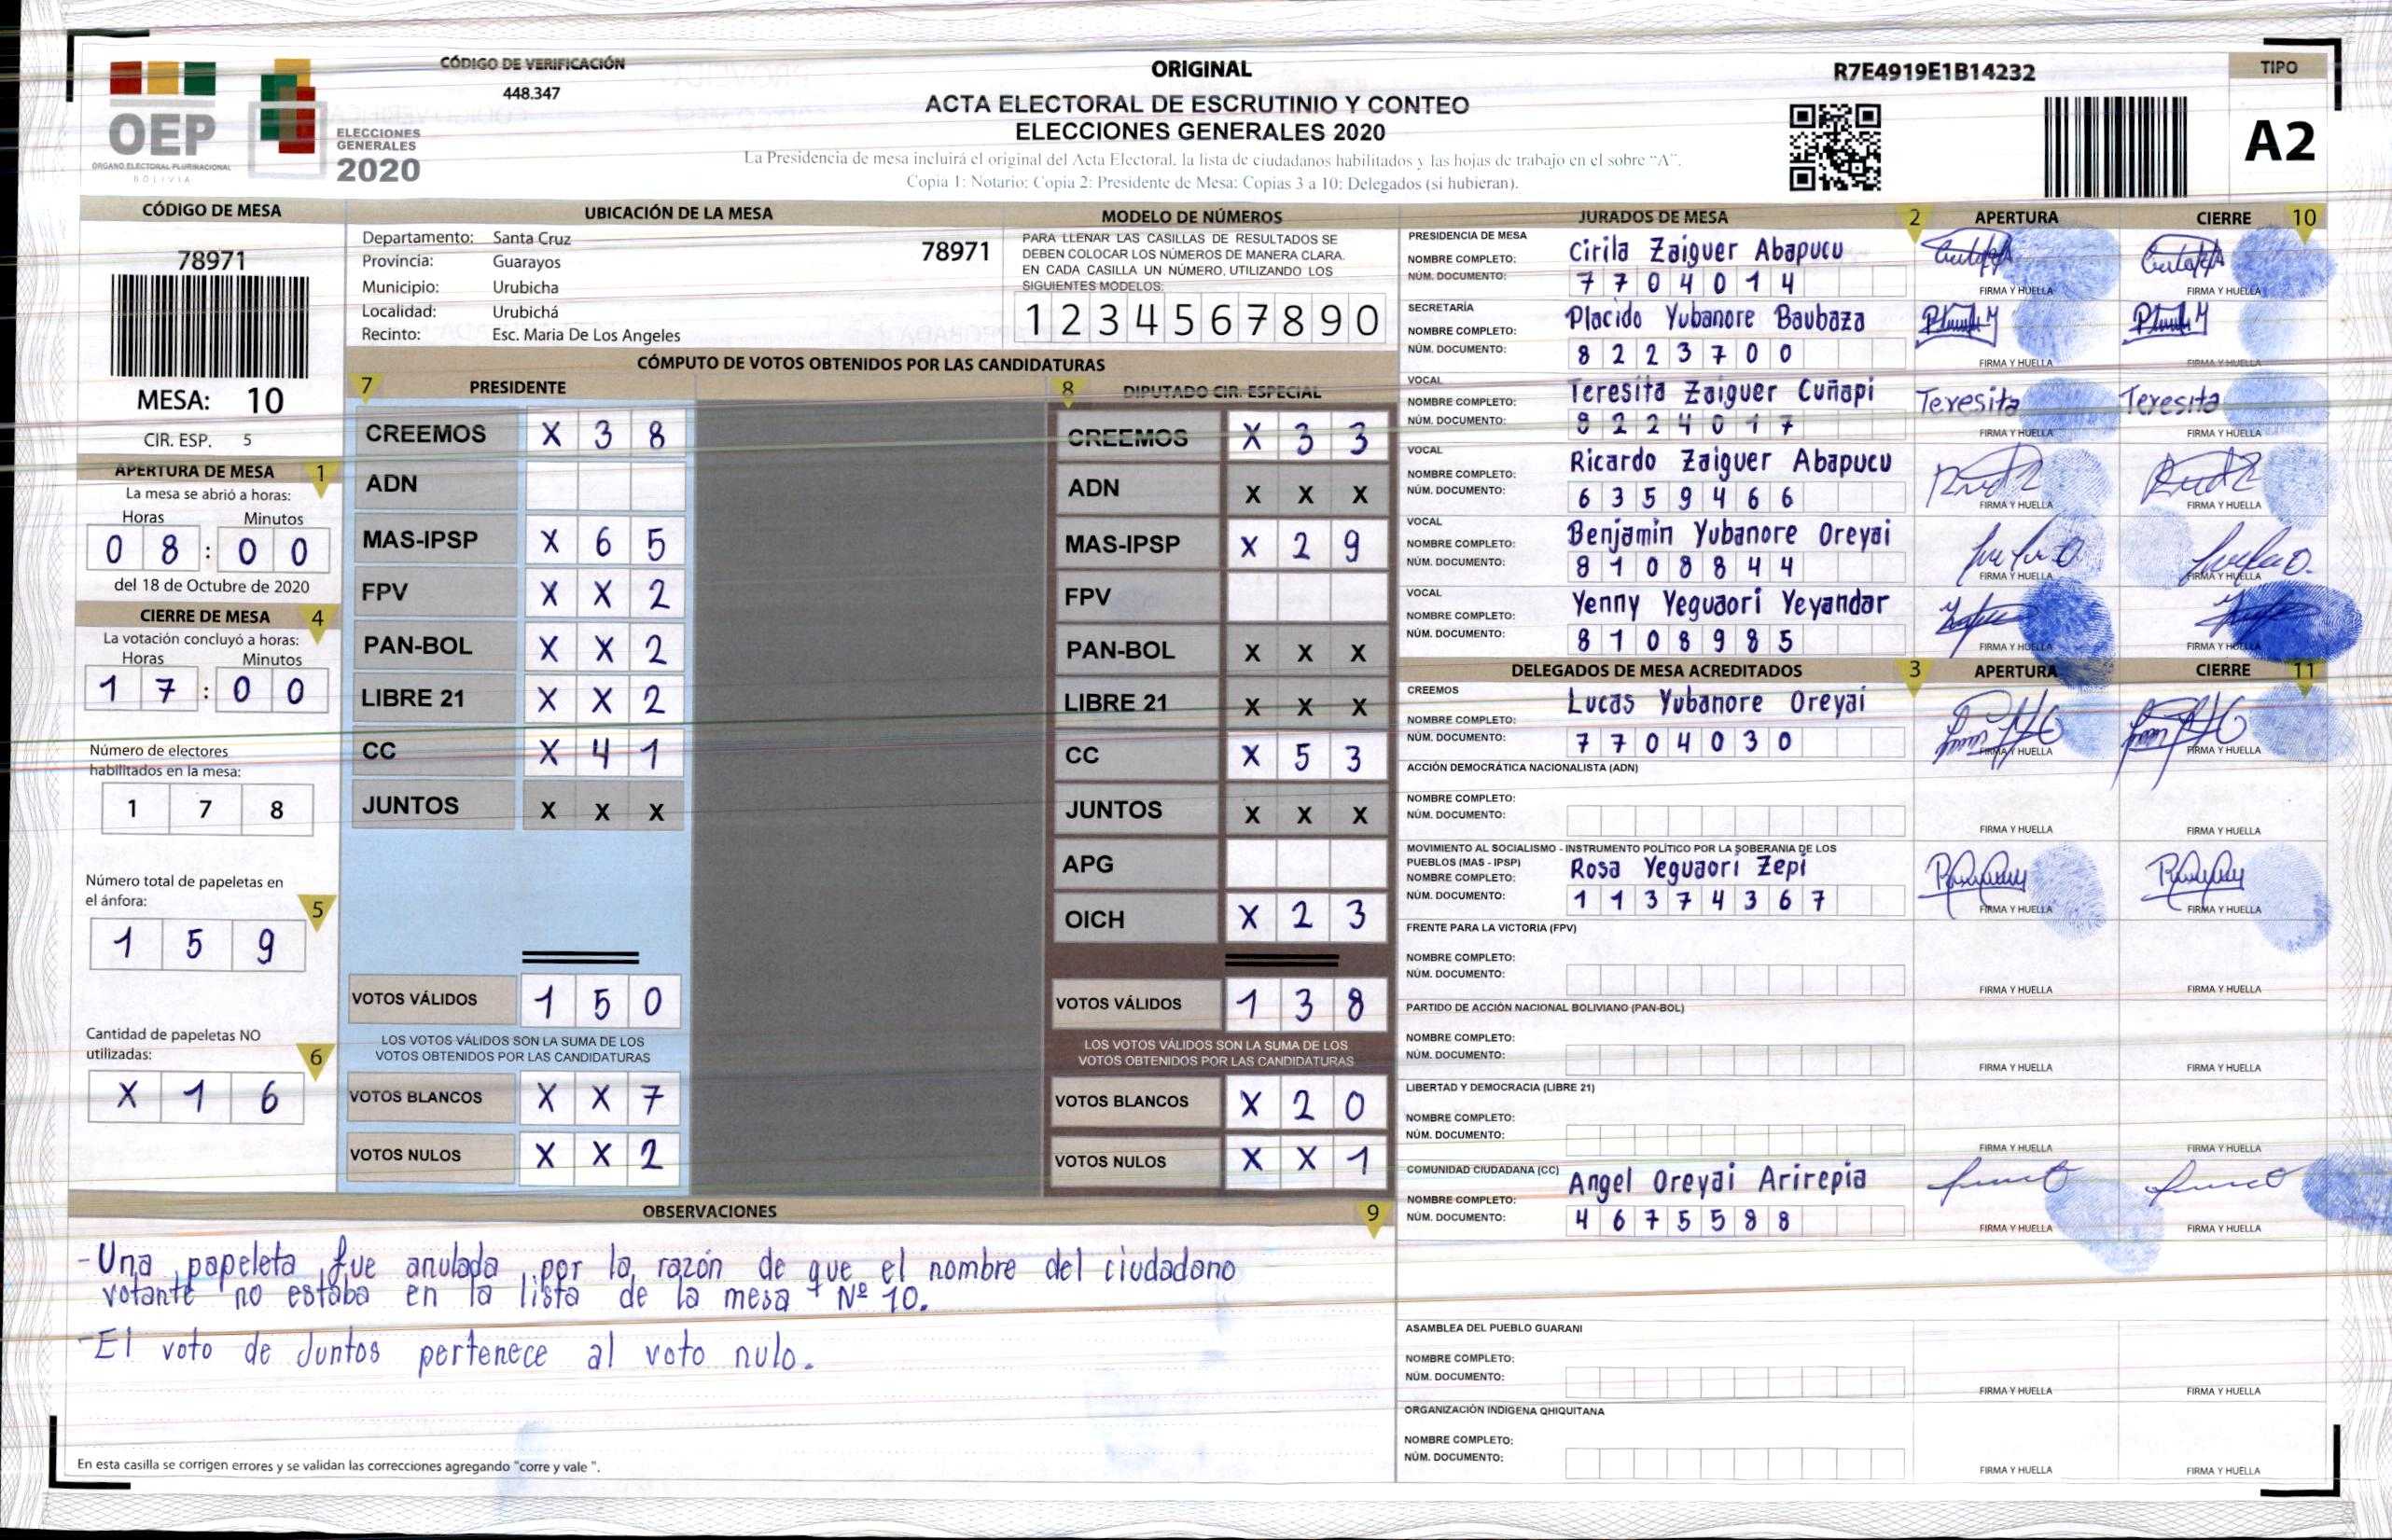 CÓDIGO DE VERIFICACIÓN
448.347
ORIGINAL
ACTA ELECTORAL DE ESCRUTINIO Y CONTEO
ELECCIONES GENERALES 2020
La Presidencia de mesa incluirá el original del Acta Electoral, la lista de ciudadanos habilitados y las hojas de trabajo en el sobre "A".
Copia 1: Notario; Copia 2: Presidente de Mesa; Copias 3 a 10: Delegados (si hubieran).
R7E4919E1B14232
TIPO
A2
OEP
ÓRGANO ELECTORAL PLURINACIONAL
BOLIVIA
ELECCIONES
GENERALES
2020
CÓDIGO DE MESA
78971
MESA: 10
CIR. ESP. 5
APERTURA DE MESA 1
La mesa se abrió a horas:
Horas Minutos
0 8 : 0 0
del 18 de Octubre de 2020
CIERRE DE MESA 4
La votación concluyó a horas:
Horas Minutos
1 7 : 0 0
Número de electores
habilitados en la mesa:
1 7 8
Número total de papeletas en
el ánfora:
5
1 5 9
Cantidad de papeletas NO
utilizadas:
6
X 1 6
UBICACIÓN DE LA MESA
Departamento: Santa Cruz
78971
Provincia: Guarayos
Municipio: Urubicha
Localidad: Urubichá
Recinto: Esc. Maria De Los Angeles
MODELO DE NÚMEROS
PARA LLENAR LAS CASILLAS DE RESULTADOS SE
DEBEN COLOCAR LOS NÚMEROS DE MANERA CLARA.
EN CADA CASILLA UN NÚMERO, UTILIZANDO LOS
SIGUIENTES MODELOS:
1 2 3 4 5 6 7 8 9 0
CÓMPUTO DE VOTOS OBTENIDOS POR LAS CANDIDATURAS
7 PRESIDENTE
CREEMOS X 3 8
ADN
MAS-IPSP X 6 5
FPV X X 2
PAN-BOL X X 2
LIBRE 21 X X 2
CC X 4 1
JUNTOS X X X
VOTOS VÁLIDOS 1 5 0
LOS VOTOS VÁLIDOS SON LA SUMA DE LOS
VOTOS OBTENIDOS POR LAS CANDIDATURAS
VOTOS BLANCOS X X 7
VOTOS NULOS X X 2
8 DIPUTADO CIR. ESPECIAL
CREEMOS X 3 3
ADN X X X
MAS-IPSP X 2 9
FPV
PAN-BOL X X X
LIBRE 21 X X X
CC X 5 3
JUNTOS X X X
APG
OICH X 2 3
VOTOS VÁLIDOS 1 3 8
LOS VOTOS VÁLIDOS SON LA SUMA DE LOS
VOTOS OBTENIDOS POR LAS CANDIDATURAS
VOTOS BLANCOS X 2 0
VOTOS NULOS X X 1
OBSERVACIONES 9
- Una papeleta fue anulada por la razón de que el nombre del ciudadano
votante no estaba en la lista de la mesa Nº 10.
- El voto de Juntos pertenece al voto nulo.
En esta casilla se corrigen errores y se validan las correcciones agregando "corre y vale ".
JURADOS DE MESA 2 APERTURA CIERRE 10
PRESIDENCIA DE MESA
NOMBRE COMPLETO: Cirila Zaiguer Abapucu
NÚM. DOCUMENTO: 7 7 0 4 0 1 4
FIRMA Y HUELLA FIRMA Y HUELLA
SECRETARÍA
NOMBRE COMPLETO: Placido Yubanore Baubaza
NÚM. DOCUMENTO: 8 2 2 3 7 0 0
FIRMA Y HUELLA FIRMA Y HUELLA
VOCAL
NOMBRE COMPLETO: Teresita Zaiguer Cuñapi
Teresita Teresita
NÚM. DOCUMENTO: 8 2 2 4 0 1 7
FIRMA Y HUELLA FIRMA Y HUELLA
VOCAL
NOMBRE COMPLETO: Ricardo Zaiguer Abapucu
NÚM. DOCUMENTO: 6 3 5 9 4 6 6
FIRMA Y HUELLA FIRMA Y HUELLA
VOCAL
NOMBRE COMPLETO: Benjamin Yubanore Oreyai
NÚM. DOCUMENTO: 8 1 0 8 8 4 4
FIRMA Y HUELLA FIRMA Y HUELLA
VOCAL
NOMBRE COMPLETO: Yenny Yeguaori Yeyandar
NÚM. DOCUMENTO: 8 1 0 8 9 8 5
FIRMA Y HUELLA FIRMA Y HUELLA
DELEGADOS DE MESA ACREDITADOS 3 APERTURA CIERRE 11
CREEMOS
NOMBRE COMPLETO: Lucas Yubanore Oreyai
NÚM. DOCUMENTO: 7 7 0 4 0 3 0
FIRMA Y HUELLA FIRMA Y HUELLA
ACCIÓN DEMOCRÁTICA NACIONALISTA (ADN)
NOMBRE COMPLETO:
NÚM. DOCUMENTO:
FIRMA Y HUELLA FIRMA Y HUELLA
MOVIMIENTO AL SOCIALISMO - INSTRUMENTO POLÍTICO POR LA SOBERANIA DE LOS
PUEBLOS (MAS - IPSP)
NOMBRE COMPLETO: Rosa Yeguaori Zepi
NÚM. DOCUMENTO: 1 1 3 7 4 3 6 7
FIRMA Y HUELLA FIRMA Y HUELLA
FRENTE PARA LA VICTORIA (FPV)
NOMBRE COMPLETO:
NÚM. DOCUMENTO:
FIRMA Y HUELLA FIRMA Y HUELLA
PARTIDO DE ACCIÓN NACIONAL BOLIVIANO (PAN-BOL)
NOMBRE COMPLETO:
NÚM. DOCUMENTO:
FIRMA Y HUELLA FIRMA Y HUELLA
LIBERTAD Y DEMOCRACIA (LIBRE 21)
NOMBRE COMPLETO:
NÚM. DOCUMENTO:
FIRMA Y HUELLA FIRMA Y HUELLA
COMUNIDAD CIUDADANA (CC)
NOMBRE COMPLETO: Angel Oreyai Arirepia
NÚM. DOCUMENTO: 4 6 7 5 5 8 8
FIRMA Y HUELLA FIRMA Y HUELLA
ASAMBLEA DEL PUEBLO GUARANI
NOMBRE COMPLETO:
NÚM. DOCUMENTO:
FIRMA Y HUELLA FIRMA Y HUELLA
ORGANIZACIÓN INDIGENA QHIQUITANA
NOMBRE COMPLETO:
NÚM. DOCUMENTO:
FIRMA Y HUELLA FIRMA Y HUELLA